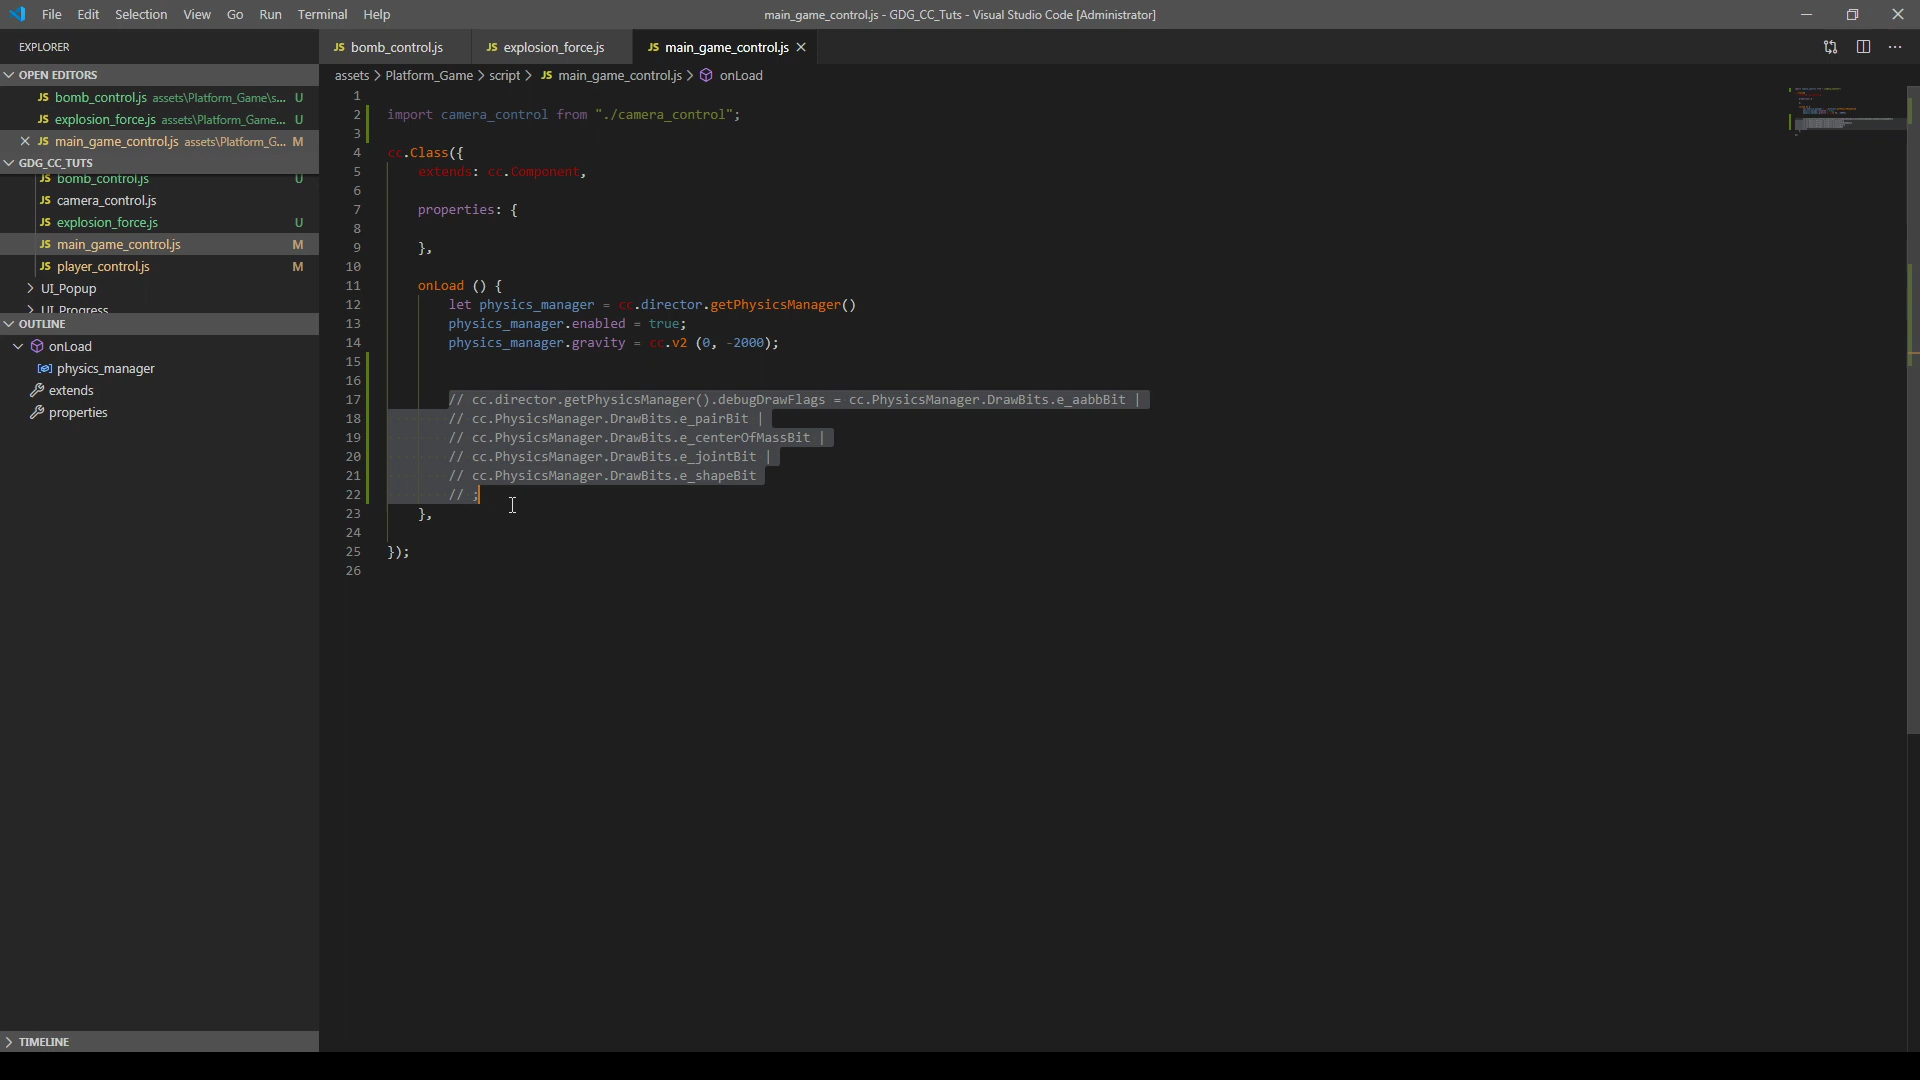 File Edit Selection View Go Run Terminal Help
main_game_control.js - GDG_CC_Tuts - Visual Studio Code [Administrator]
EXPLORER
OPEN EDITORS
JS bomb_control.js assets\Platform_Game\s... U
JS explosion_force.js assets\Platform_Game... U
JS main_game_control.js assets\Platform_G... M
GDG_CC_TUTS
JS bomb_control.js U
JS camera_control.js
JS explosion_force.js U
JS main_game_control.js M
JS player_control.js M
UI_Popup
UI_Progress
OUTLINE
onLoad
physics_manager
extends
properties
TIMELINE
JS bomb_control.js
JS explosion_force.js
JS main_game_control.js
assets > Platform_Game > script > JS main_game_control.js > onLoad
1
2 import camera_control from "./camera_control";
3
4 cc.Class({
5 extends: cc.Component,
6
7 properties: {
8
9 },
10
11 onLoad () {
12 let physics_manager = cc.director.getPhysicsManager()
13 physics_manager.enabled = true;
14 physics_manager.gravity = cc.v2 (0, -2000);
15
16
17 // cc.director.getPhysicsManager().debugDrawFlags = cc.PhysicsManager.DrawBits.e_aabbBit |
18 // cc.PhysicsManager.DrawBits.e_pairBit |
19 // cc.PhysicsManager.DrawBits.e_centerOfMassBit |
20 // cc.PhysicsManager.DrawBits.e_jointBit |
21 // cc.PhysicsManager.DrawBits.e_shapeBit
22 // ;
23 },
24
25 });
26